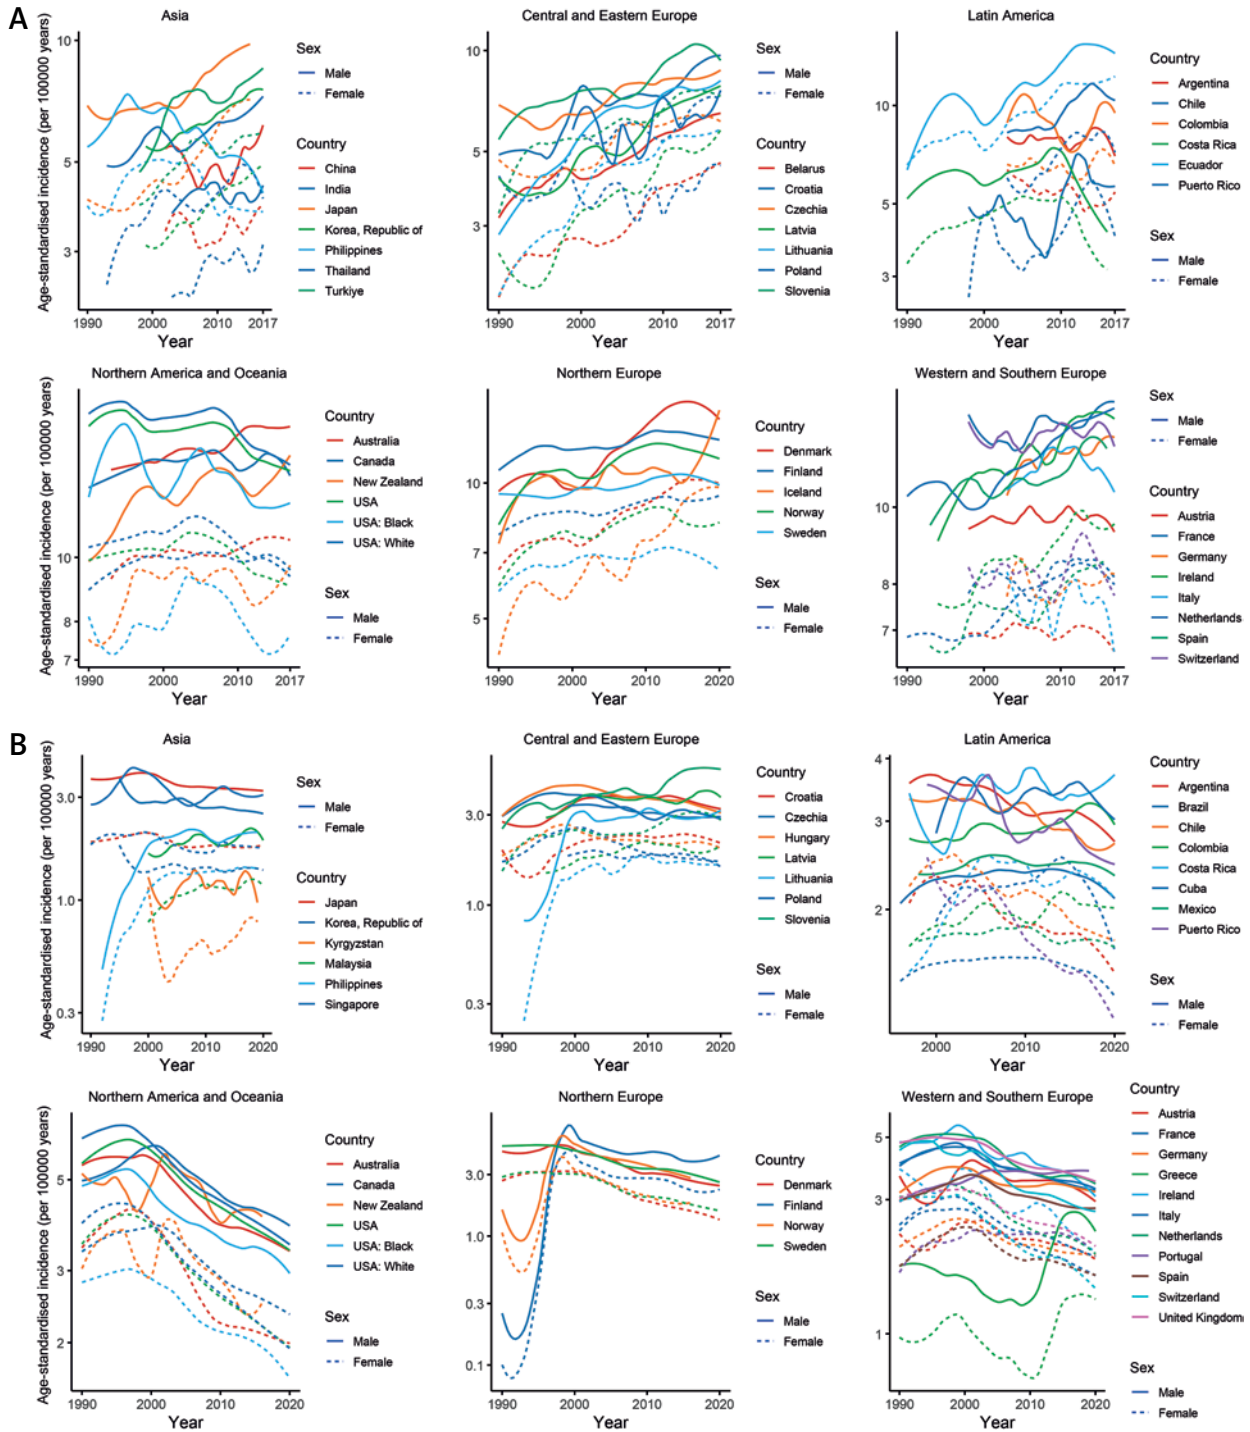 A
Asia
Central and Eastern Europe
Latin America
Age-standardised incidence (per 100000 years)
10
5
3
1990
2000
2010
2017
Year
Sex
Male
Female
Country
China
India
Japan
Korea, Republic of
Philippines
Thailand
Turkiye
10
5
3
1990
2000
2010
2017
Year
Sex
Male
Female
Country
Belarus
Croatia
Czechia
Latvia
Lithuania
Poland
Slovenia
10
5
3
1990
2000
2010
2017
Year
Country
Argentina
Chile
Colombia
Costa Rica
Ecuador
Puerto Rico
Sex
Male
Female
Northern America and Oceania
Northern Europe
Western and Southern Europe
Age-standardised incidence (per 100000 years)
10
8
7
1990
2000
2010
2017
Year
Country
Australia
Canada
New Zealand
USA
USA: Black
USA: White
Sex
Male
Female
10
7
5
1990
2000
2010
2020
Year
Country
Denmark
Finland
Iceland
Norway
Sweden
Sex
Male
Female
10
8
7
1990
2000
2010
2017
Year
Sex
Male
Female
Country
Austria
France
Germany
Ireland
Italy
Netherlands
Spain
Switzerland
B
Asia
Central and Eastern Europe
Latin America
Age-standardised incidence (per 100000 years)
3.0
1.0
0.3
1990
2000
2010
2020
Year
Sex
Male
Female
Country
Japan
Korea, Republic of
Kyrgyzstan
Malaysia
Philippines
Singapore
3.0
1.0
0.3
1990
2000
2010
2020
Year
Country
Croatia
Czechia
Hungary
Latvia
Lithuania
Poland
Slovenia
Sex
Male
Female
4
3
2
2000
2010
2020
Year
Country
Argentina
Brazil
Chile
Colombia
Costa Rica
Cuba
Mexico
Puerto Rico
Sex
Male
Female
Northern America and Oceania
Northern Europe
Western and Southern Europe
Age-standardised incidence (per 100000 years)
5
3
2
1990
2000
2010
2020
Year
Country
Australia
Canada
New Zealand
USA
USA: Black
USA: White
Sex
Male
Female
3.0
1.0
0.3
0.1
1990
2000
2010
2020
Year
Country
Denmark
Finland
Norway
Sweden
Sex
Male
Female
5
3
1
1990
2000
2010
2020
Year
Country
Austria
France
Germany
Greece
Ireland
Italy
Netherlands
Portugal
Spain
Switzerland
United Kingdom
Sex
Male
Female